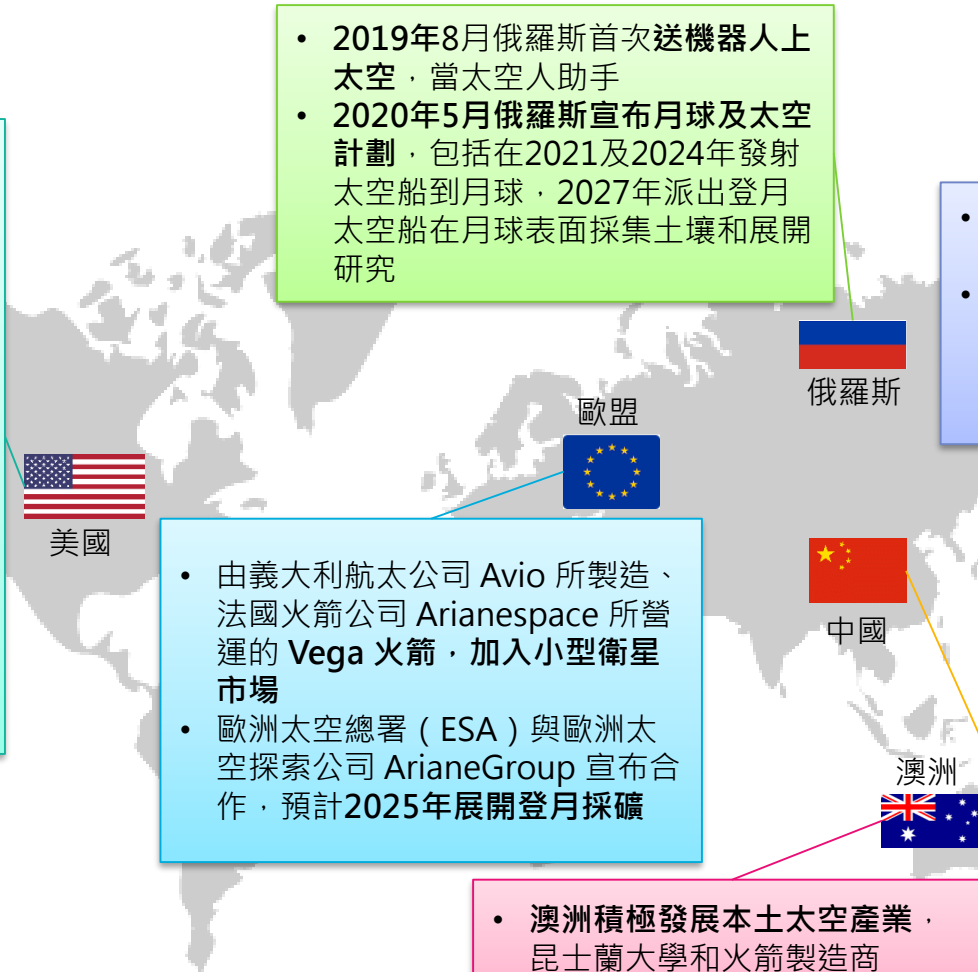 • 2019年8月俄羅斯首次送機器人上
太空，當太空人助手
• 2020年5月俄羅斯宣布月球及太空
計劃，包括在2021及2024年發射
太空船到月球，2027年派出登月
太空船在月球表面採集土壤和展開
研究
俄羅斯
歐盟
美國
• 由義大利航太公司 Avio 所製造、
法國火箭公司 Arianespace 所營
運的 Vega 火箭，加入小型衛星
市場
• 歐洲太空總署（ESA）與歐洲太
空探索公司 ArianeGroup 宣布合
作，預計2025年展開登月採礦
中國
澳洲
• 澳洲積極發展本土太空產業，
昆士蘭大學和火箭製造商